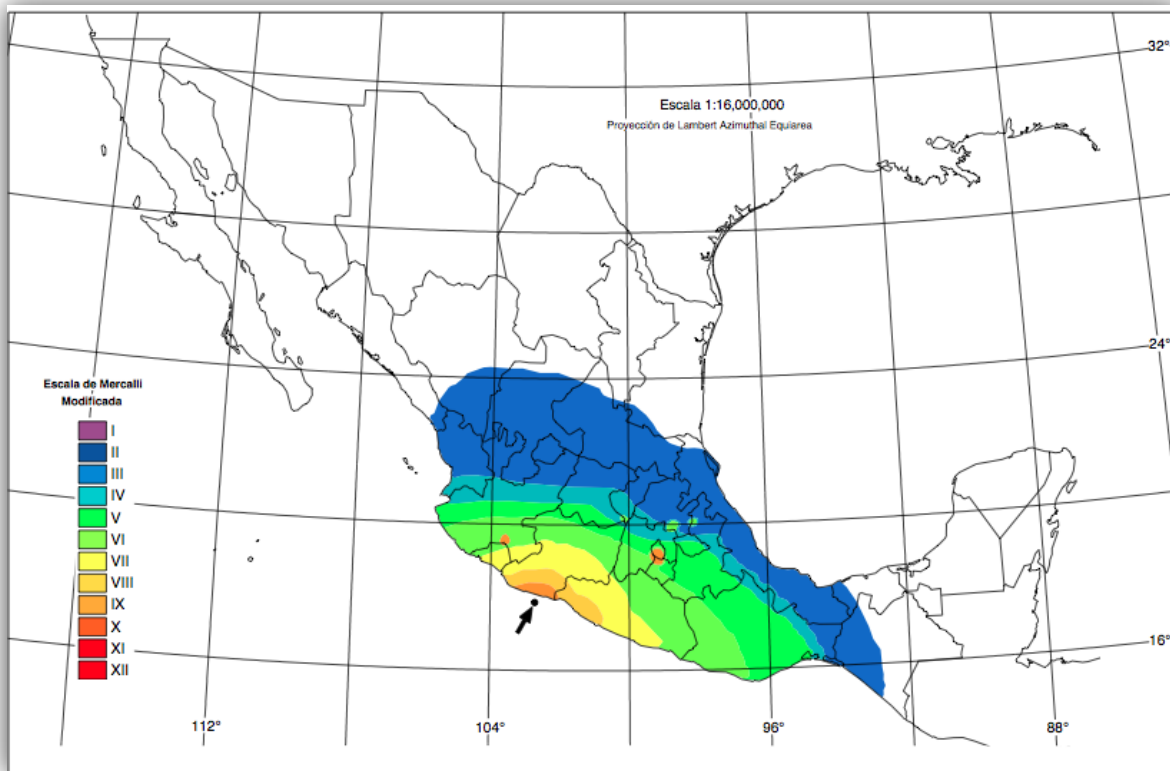 32°
Escala 1:16,000,000
Proyección de Lambert Azimuthal Equiarea
24°
Escala de Mercalli
Modificada
I
II
III
IV
V
VI
VII
VIII
IX
X
XI
XII
16°
112°
104°
96°
88°